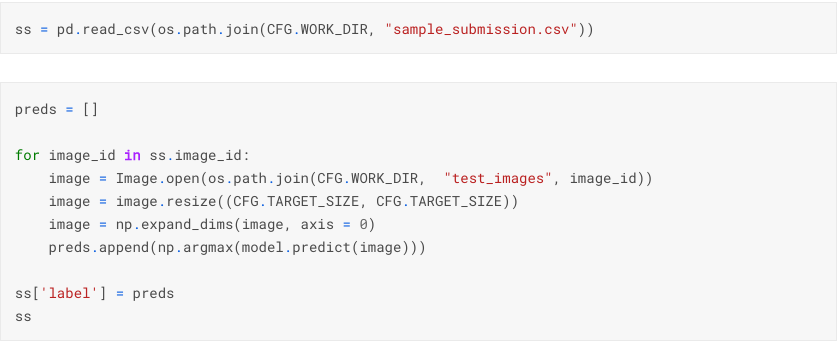 ss = pd.read_csv(os.path.join(CFG.WORK_DIR, "sample_submission.csv"))
preds = []
for image_id in ss.image_id:
    image = Image.open(os.path.join(CFG.WORK_DIR,  "test_images", image_id))
    image = image.resize((CFG.TARGET_SIZE, CFG.TARGET_SIZE))
    image = np.expand_dims(image, axis = 0)
    preds.append(np.argmax(model.predict(image)))
ss['label'] = preds
ss